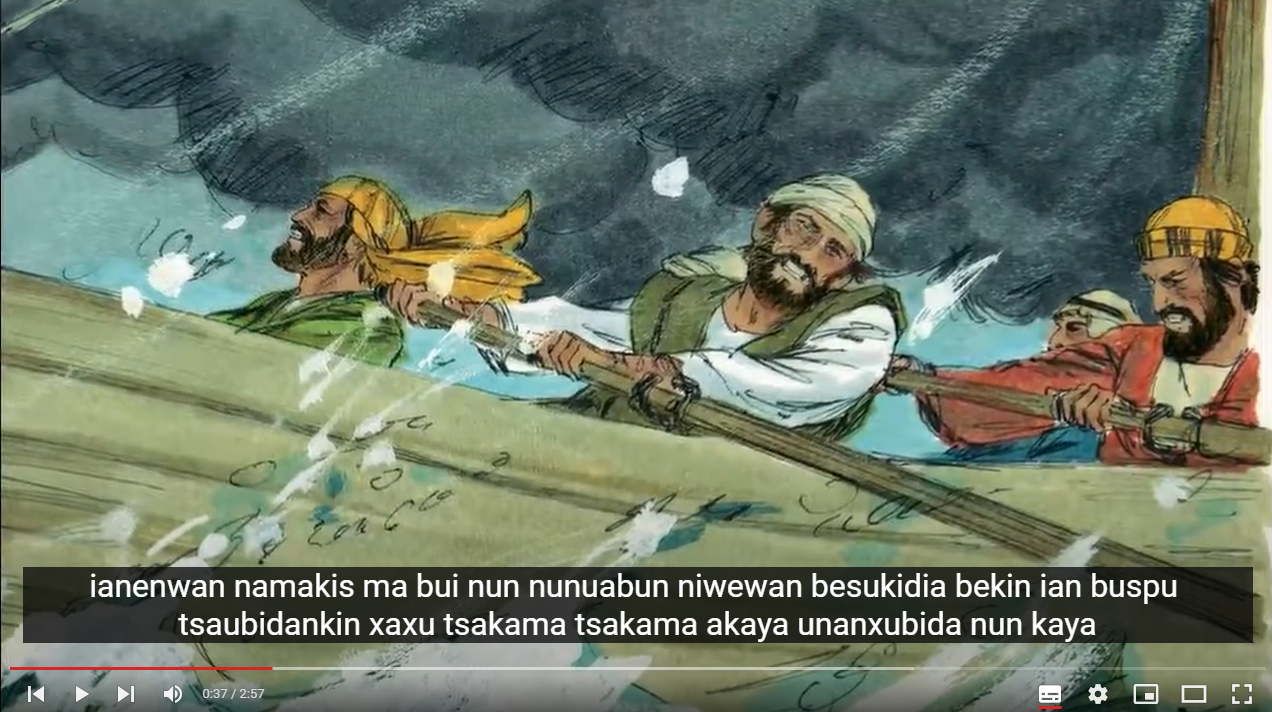 ianenwan namakis ma bui nun nunuabun niwewan besukidia bekin ian buspu
tsaubidankin xaxu tsakama tsakama akaya unanxubida nun kaya
0:37 / 2:57